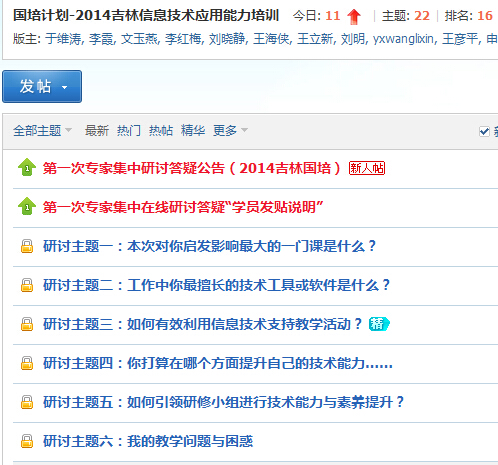 国培计划-2014吉林信息技术应用能力培训 今日: 11 | 主题: 22 | 排名: 16
版主: 于维涛, 李霞, 文玉燕, 李红梅, 刘晓静, 王海侠, 王立新, 刘明, yxwanglixin, 王彦平, 申
发帖
全部主题 最新 热门 热帖 精华 更多
第一次专家集中研讨答疑公告（2014吉林国培） 新人帖
第一次专家集中在线研讨答疑“学员发贴说明”
研讨主题一：本次对你启发影响最大的一门课是什么？
研讨主题二：工作中你最擅长的技术工具或软件是什么？
研讨主题三：如何有效利用信息技术支持教学活动？ 精
研讨主题四：你打算在哪个方面提升自己的技术能力......
研讨主题五：如何引领研修小组进行技术能力与素养提升？
研讨主题六：我的教学问题与困惑